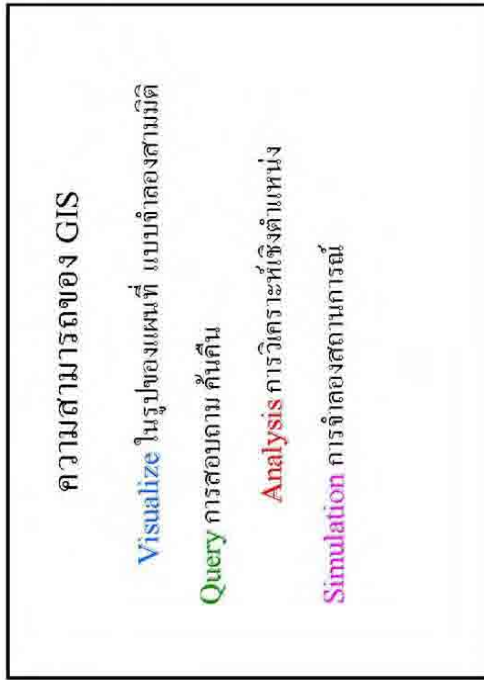 ความสามารถของ GIS
Visualize ในรูปของแผนที่ แบบจำลองสามมิติ
Query การสอบถาม ค้นคืน
Analysis การวิเคราะห์เชิงตำแหน่ง
Simulation การจำลองสถานการณ์